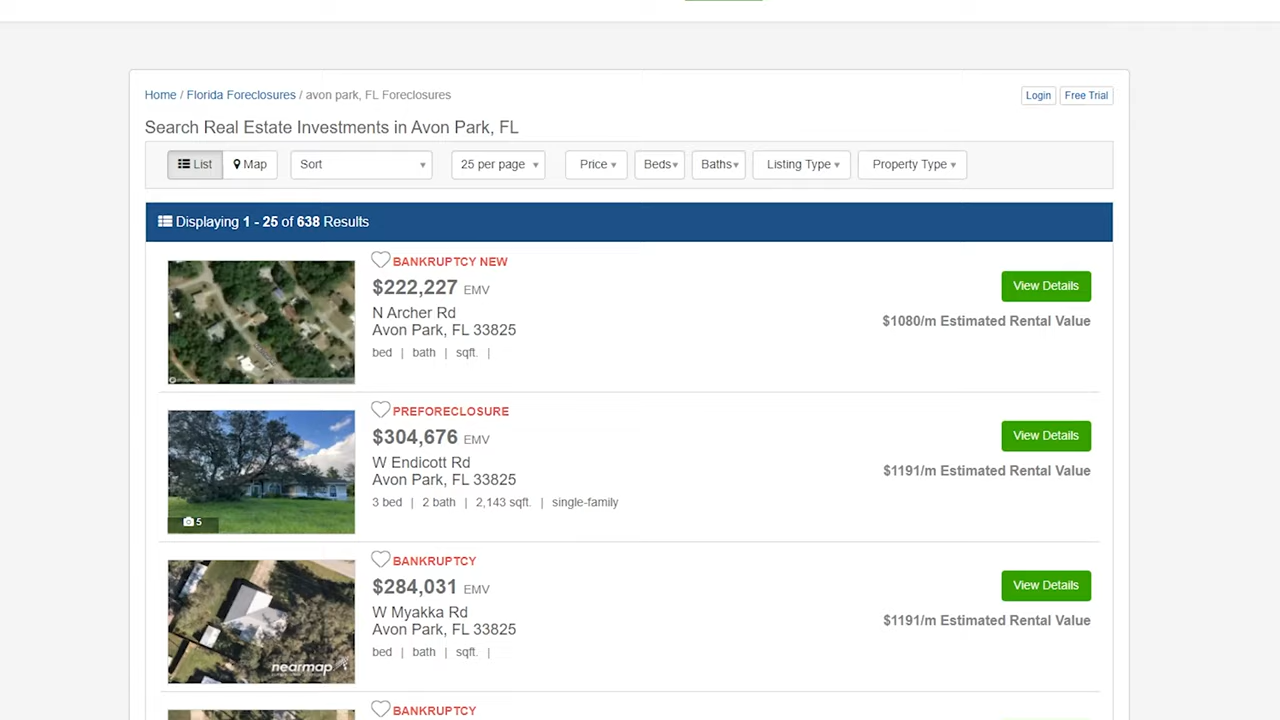 Home / Florida Foreclosures / avon park, FL Foreclosures
Login Free Trial
Search Real Estate Investments in Avon Park, FL
List Map Sort 25 per page Price Beds Baths Listing Type Property Type
Displaying 1 - 25 of 638 Results
BANKRUPTCY NEW
$222,227 EMV
View Details
N Archer Rd
$1080/m Estimated Rental Value
Avon Park, FL 33825
bed | bath | sqft. |
PREFORECLOSURE
$304,676 EMV
View Details
W Endicott Rd
$1191/m Estimated Rental Value
Avon Park, FL 33825
3 bed | 2 bath | 2,143 sqft. | single-family
5
BANKRUPTCY
$284,031 EMV
View Details
W Myakka Rd
$1191/m Estimated Rental Value
Avon Park, FL 33825
bed | bath | sqft. |
nearmap
BANKRUPTCY